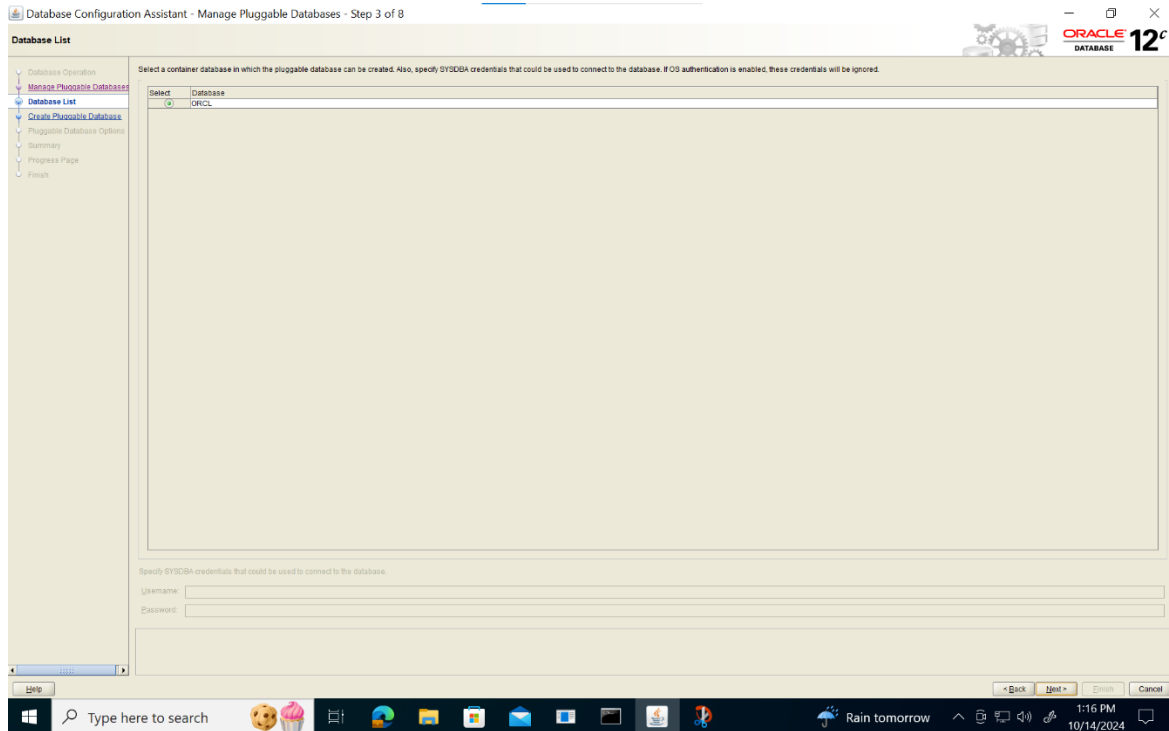 Database Configuration Assistant - Manage Pluggable Databases - Step 3 of 8
Database List
ORACLE
DATABASE
12c
Database Operation
Manage Pluggable Databases
Database List
Create Pluggable Database
Pluggable Database Options
Summary
Progress Page
Finish
Select a container database in which the pluggable database can be created. Also, specify SYSDBA credentials that could be used to connect to the database. If OS authentication is enabled, these credentials will be ignored.
Select Database
ORCL
Specify SYSDBA credentials that could be used to connect to the database.
Username:
Password:
Help
< Back Next > Finish Cancel
Type here to search
Rain tomorrow
1:16 PM
10/14/2024